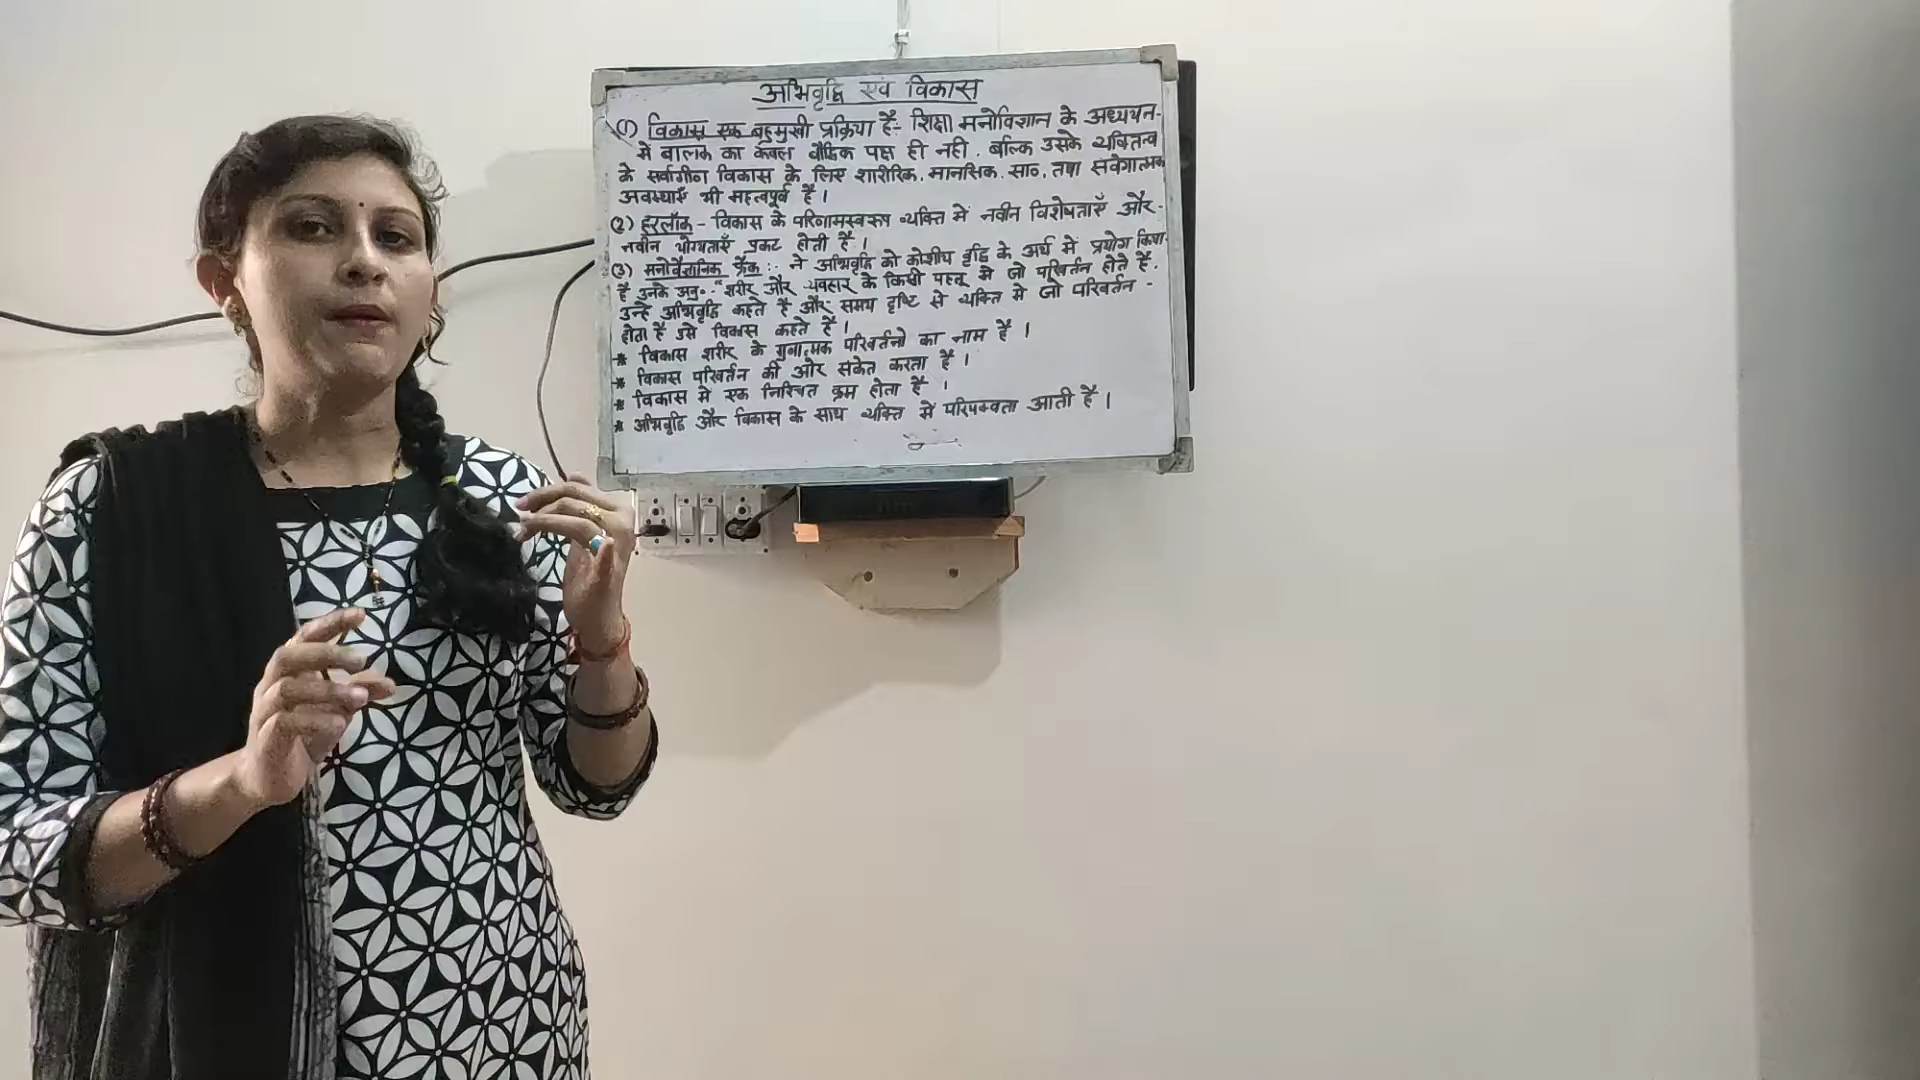 अभिवृद्धि एवं विकास
(1) विकास एक बहुमुखी प्रक्रिया है:- शिक्षा मनोविज्ञान के अध्ययन-
में बालक का केवल बौद्धिक पक्ष ही नही, बल्कि उसके व्यक्तित्व
के सर्वांगीण विकास के लिए शारीरिक, मानसिक, सा०, तथा संवेगात्मक
अवस्थाएँ भी महत्वपूर्व है।
(2) हरलॉक - विकास के परिणामस्वरूप व्यक्ति में नवीन विशेषताएँ और-
नवीन योग्यताएँ प्रकट होती है।
(3) मनोवैज्ञानिक फ्रैंक :- ने अभिवृद्धि को कोशीय वृद्धि के अर्थ में प्रयोग किया-
है उनके अनु०- "शरीर और व्यवहार के किसी पहलू मे जो परिवर्तन होते है,
उन्हे अभिवृद्धि कहते है और समय दृष्टि से व्यक्ति मे जो परिवर्तन -
होता है उसे विकास कहते है।
* विकास शरीर के गुणात्मक परिवर्तनो का नाम है।
* विकास परिवर्तन की ओर संकेत करता है।
* विकास मे एक निश्चित क्रम होता है।
* अभिवृद्धि और विकास के साथ व्यक्ति में परिपक्वता आती है।